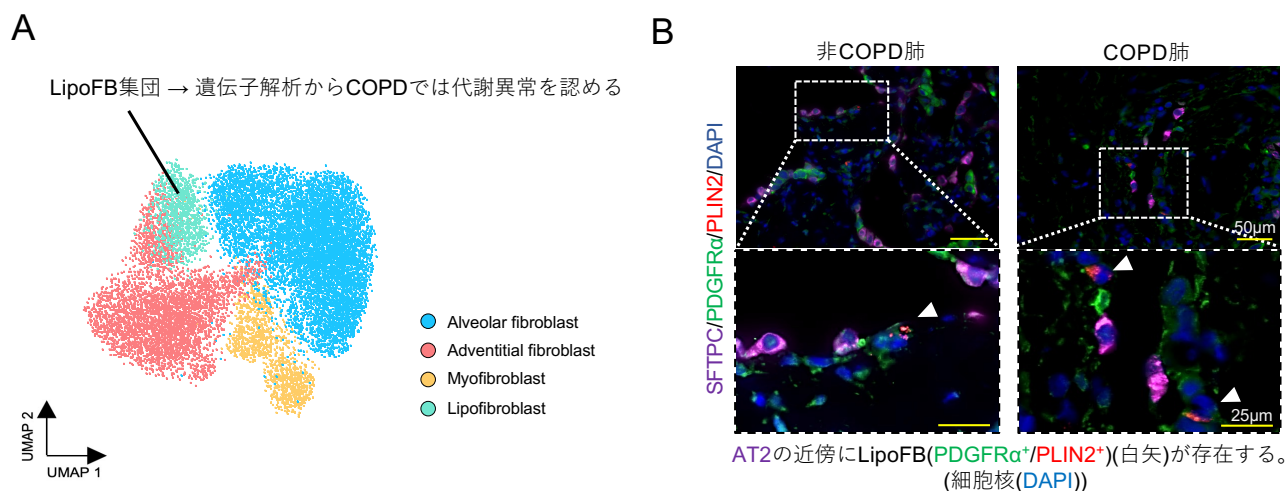 A
LipoFB集団 → 遺伝子解析からCOPDでは代謝異常を認める
Alveolar fibroblast
Adventitial fibroblast
Myofibroblast
Lipofibroblast
UMAP 2
UMAP 1
B
非COPD肺
COPD肺
SFTPC/PDGFRα/PLIN2/DAPI
50μm
25μm
AT2の近傍にLipoFB(PDGFRα⁺/PLIN2⁺)(白矢)が存在する。
(細胞核(DAPI))